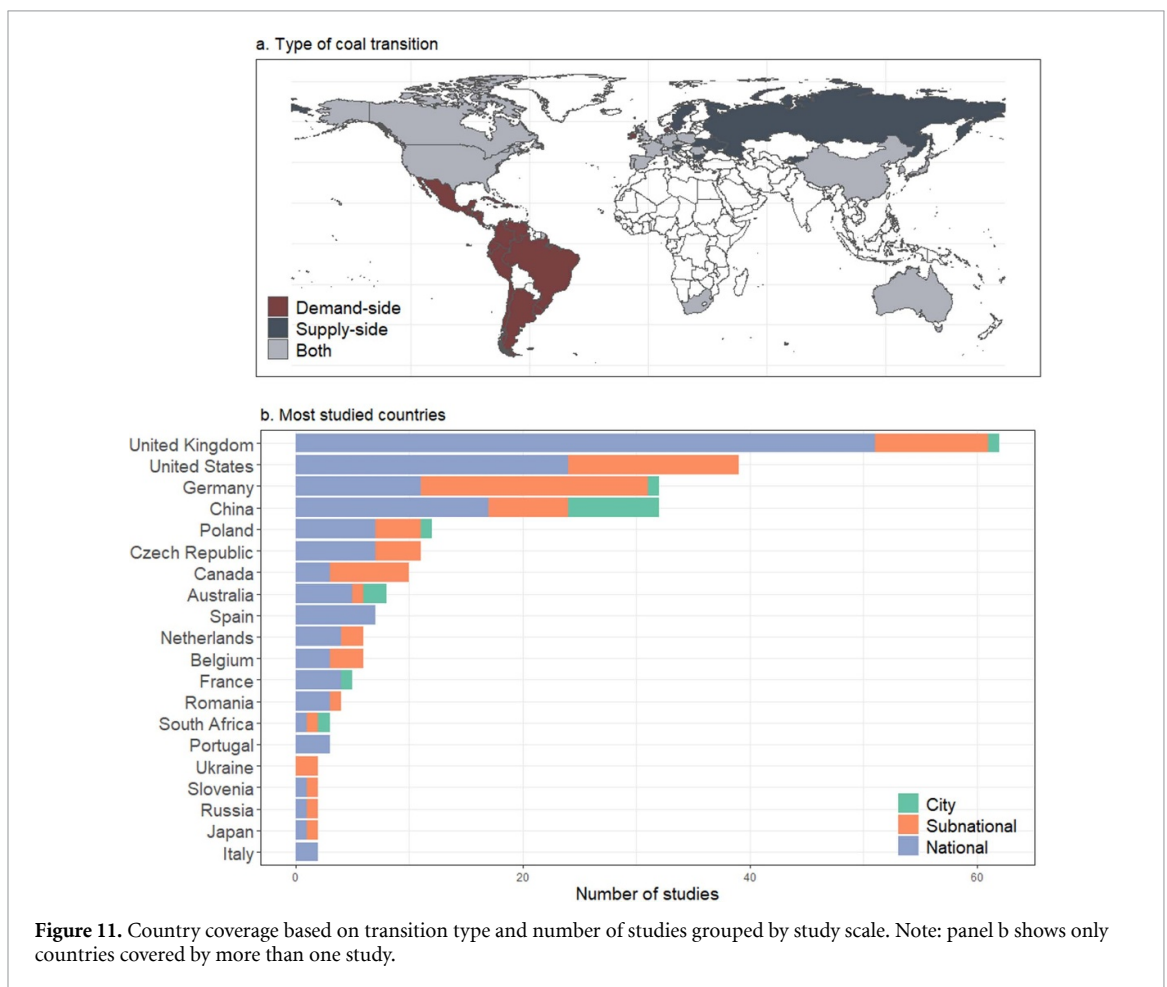 a. Type of coal transition
Demand-side
Supply-side
Both
b. Most studied countries
United Kingdom
United States
Germany
China
Poland
Czech Republic
Canada
Australia
Spain
Netherlands
Belgium
France
Romania
South Africa
Portugal
Ukraine
Slovenia
Russia
Japan
Italy
City
Subnational
National
0 20 40 60
Number of studies
Figure 11. Country coverage based on transition type and number of studies grouped by study scale. Note: panel b shows only
countries covered by more than one study.